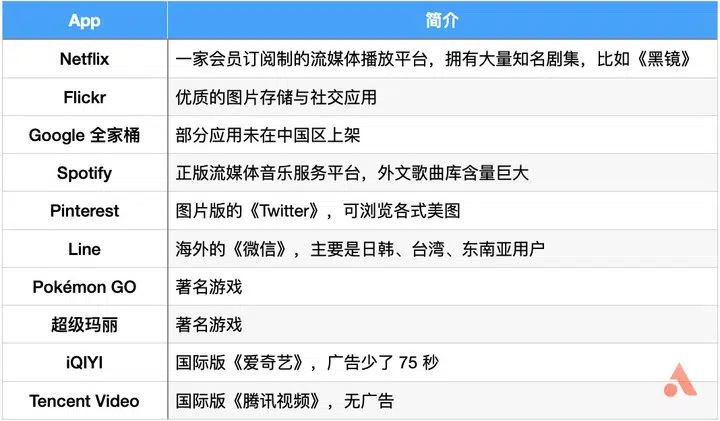 App 简介
Netflix 一家会员订阅制的流媒体播放平台，拥有大量知名剧集，比如《黑镜》
Flickr 优质的图片存储与社交应用
Google 全家桶 部分应用未在中国区上架
Spotify 正版流媒体音乐服务平台，外文歌曲库含量巨大
Pinterest 图片版的《Twitter》，可浏览各式美图
Line 海外的《微信》，主要是日韩、台湾、东南亚用户
Pokémon GO 著名游戏
超级玛丽 著名游戏
iQIYI 国际版《爱奇艺》，广告少了 75 秒
Tencent Video 国际版《腾讯视频》，无广告